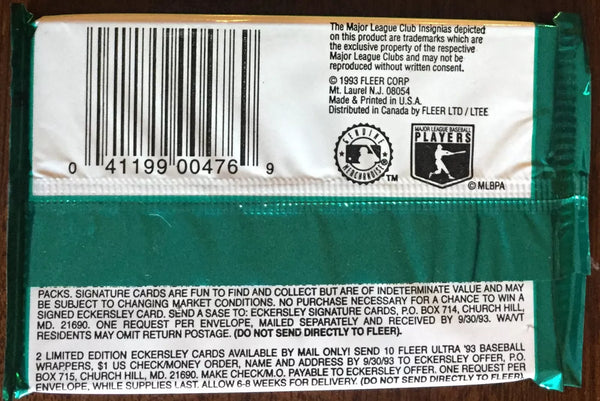 The Major League Club Insignias depicted
on this product are trademarks which are
the exclusive property of the respective
Major League Clubs and may not be
reproduced without written consent.
© 1993 FLEER CORP
Mt. Laurel N.J. 08054
Made & Printed in U.S.A.
Distributed in Canada by FLEER LTD / LTEE
0 41199 00476 9
GENUINE
MERCHANDISE
TM
MAJOR LEAGUE BASEBALL
PLAYERS
© MLBPA
PACKS. SIGNATURE CARDS ARE FUN TO FIND AND COLLECT BUT ARE OF INDETERMINATE VALUE AND MAY
BE SUBJECT TO CHANGING MARKET CONDITIONS. NO PURCHASE NECESSARY FOR A CHANCE TO WIN A
SIGNED ECKERSLEY CARD. SEND A SASE TO: ECKERSLEY SIGNATURE CARDS, P.O. BOX 714, CHURCH HILL,
MD. 21690. ONE REQUEST PER ENVELOPE, MAILED SEPARATELY AND RECEIVED BY 9/30/93. WA/VT
RESIDENTS MAY OMIT RETURN POSTAGE. (DO NOT SEND DIRECTLY TO FLEER).
2 LIMITED EDITION ECKERSLEY CARDS AVAILABLE BY MAIL ONLY! SEND 10 FLEER ULTRA '93 BASEBALL
WRAPPERS, $1 US CHECK/MONEY ORDER, NAME AND ADDRESS BY 9/30/93 TO ECKERSLEY OFFER, P.O.
BOX 715, CHURCH HILL, MD. 21690. MAKE CHECK/M.O. PAYABLE TO ECKERSLEY OFFER. ONE REQUEST PER
ENVELOPE, WHILE SUPPLIES LAST. ALLOW 6-8 WEEKS FOR DELIVERY. (DO NOT SEND DIRECTLY TO FLEER)